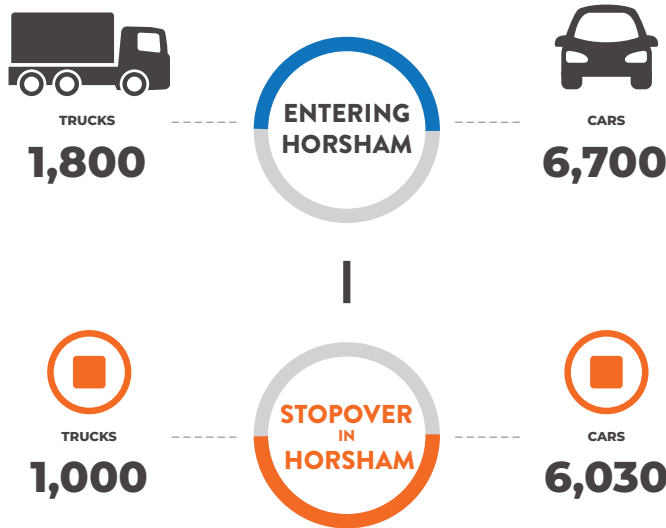 ENTERING
HORSHAM
TRUCKS
1,800
CARS
6,700
STOPOVER
IN
HORSHAM
TRUCKS
1,000
CARS
6,030